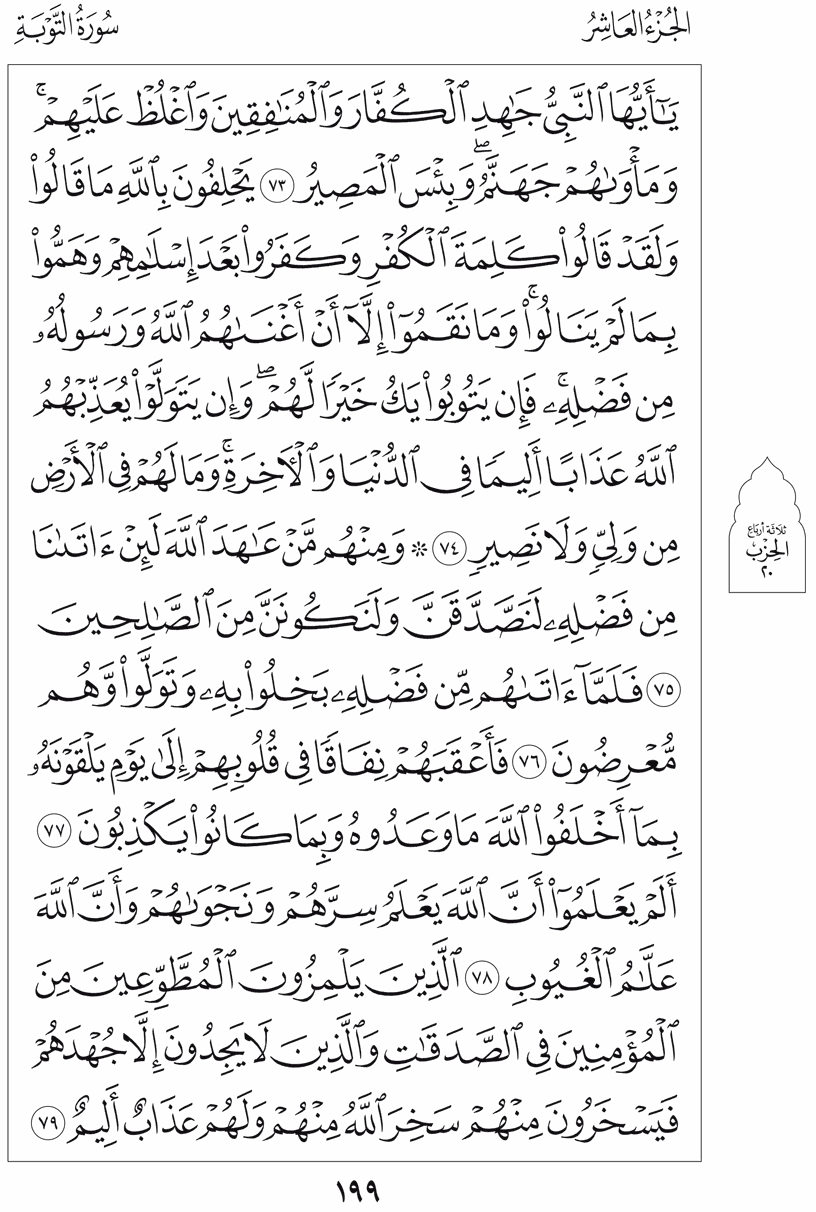 الجُزْءُ العَاشِرُ
سُورَةُ التَّوْبَةِ
يَٰٓأَيُّهَا ٱلنَّبِيُّ جَٰهِدِ ٱلْكُفَّارَ وَٱلْمُنَٰفِقِينَ وَٱغْلُظْ عَلَيْهِمْۚ
وَمَأْوَىٰهُمْ جَهَنَّمُۖ وَبِئْسَ ٱلْمَصِيرُ ٧٣ يَحْلِفُونَ بِٱللَّهِ مَا قَالُوا۟
وَلَقَدْ قَالُوا۟ كَلِمَةَ ٱلْكُفْرِ وَكَفَرُوا۟ بَعْدَ إِسْلَٰمِهِمْ وَهَمُّوا۟
بِمَا لَمْ يَنَالُوا۟ۚ وَمَا نَقَمُوٓا۟ إِلَّآ أَنْ أَغْنَىٰهُمُ ٱللَّهُ وَرَسُولُهُۥ
مِن فَضْلِهِۦۚ فَإِن يَتُوبُوا۟ يَكُ خَيْرًا لَّهُمْۖ وَإِن يَتَوَلَّوْا۟ يُعَذِّبْهُمُ
ٱللَّهُ عَذَابًا أَلِيمًا فِي ٱلدُّنْيَا وَٱلْءَاخِرَةِۚ وَمَا لَهُمْ فِي ٱلْأَرْضِ
مِن وَلِيٍّ وَلَا نَصِيرٍ ٧٤ ۞ وَمِنْهُم مَّنْ عَٰهَدَ ٱللَّهَ لَئِنْ ءَاتَىٰنَا
مِن فَضْلِهِۦ لَنَصَّدَّقَنَّ وَلَنَكُونَنَّ مِنَ ٱلصَّٰلِحِينَ
٧٥ فَلَمَّآ ءَاتَىٰهُم مِّن فَضْلِهِۦ بَخِلُوا۟ بِهِۦ وَتَوَلَّوا۟ وَّهُم
مُّعْرِضُونَ ٧٦ فَأَعْقَبَهُمْ نِفَاقًا فِي قُلُوبِهِمْ إِلَىٰ يَوْمِ يَلْقَوْنَهُۥ
بِمَآ أَخْلَفُوا۟ ٱللَّهَ مَا وَعَدُوهُ وَبِمَا كَانُوا۟ يَكْذِبُونَ ٧٧
أَلَمْ يَعْلَمُوٓا۟ أَنَّ ٱللَّهَ يَعْلَمُ سِرَّهُمْ وَنَجْوَىٰهُمْ وَأَنَّ ٱللَّهَ
عَلَّٰمُ ٱلْغُيُوبِ ٧٨ ٱلَّذِينَ يَلْمِزُونَ ٱلْمُطَّوِّعِينَ مِنَ
ٱلْمُؤْمِنِينَ فِي ٱلصَّدَقَٰتِ وَٱلَّذِينَ لَا يَجِدُونَ إِلَّا جُهْدَهُمْ
فَيَسْخَرُونَ مِنْهُمْ سَخِرَ ٱللَّهُ مِنْهُمْ وَلَهُمْ عَذَابٌ أَلِيمٌ ٧٩
ثلاثة أرباع
الحزب
٢٠
١٩٩